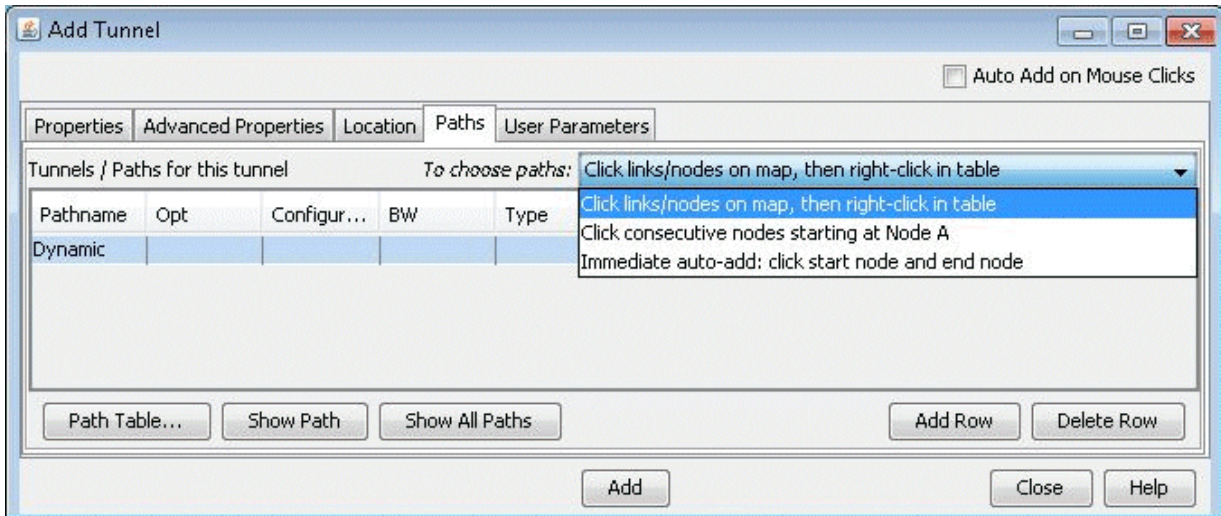 Add Tunnel
Auto Add on Mouse Clicks
Properties Advanced Properties Location Paths User Parameters
Tunnels / Paths for this tunnel To choose paths: Click links/nodes on map, then right-click in table
Pathname Opt Configur... BW Type Click links/nodes on map, then right-click in table
Click consecutive nodes starting at Node A
Dynamic
Immediate auto-add: click start node and end node
Path Table... Show Path Show All Paths Add Row Delete Row
Add Close Help